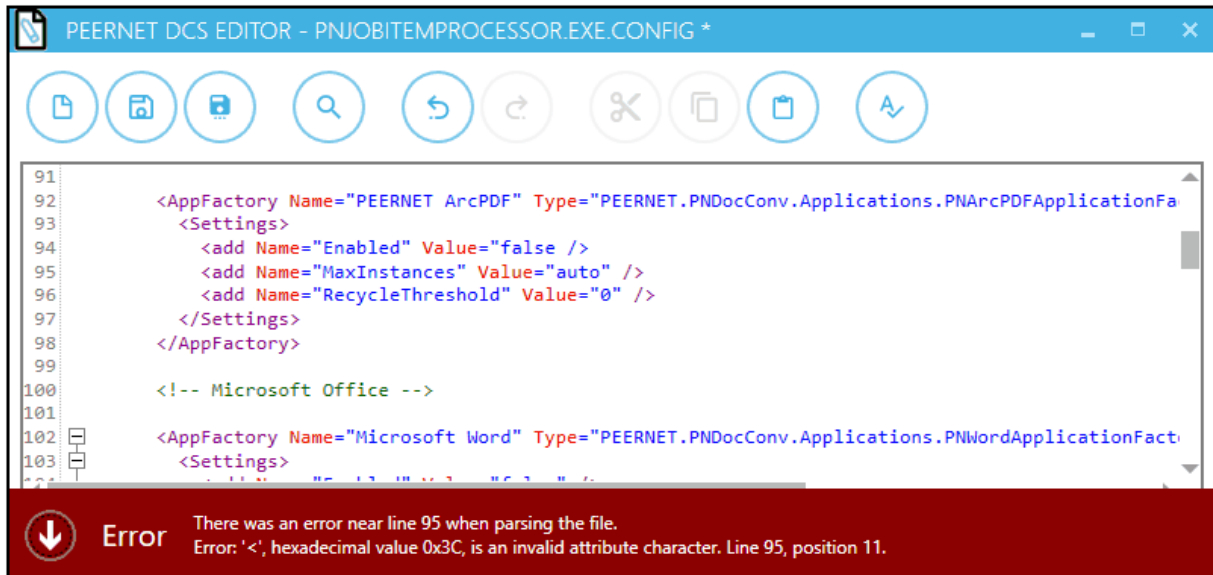 PEERNET DCS EDITOR - PNJOBITEMPROCESSOR.EXE.CONFIG *
91
92 <AppFactory Name="PEERNET ArcPDF" Type="PEERNET.PNDocConv.Applications.PNArcPDFApplicationFa
93 <Settings>
94 <add Name="Enabled" Value="false />
95 <add Name="MaxInstances" Value="auto" />
96 <add Name="RecycleThreshold" Value="0" />
97 </Settings>
98 </AppFactory>
99
100 <!-- Microsoft Office -->
101
102 <AppFactory Name="Microsoft Word" Type="PEERNET.PNDocConv.Applications.PNWordApplicationFact
103 <Settings>
Error
There was an error near line 95 when parsing the file.
Error: '<', hexadecimal value 0x3C, is an invalid attribute character. Line 95, position 11.